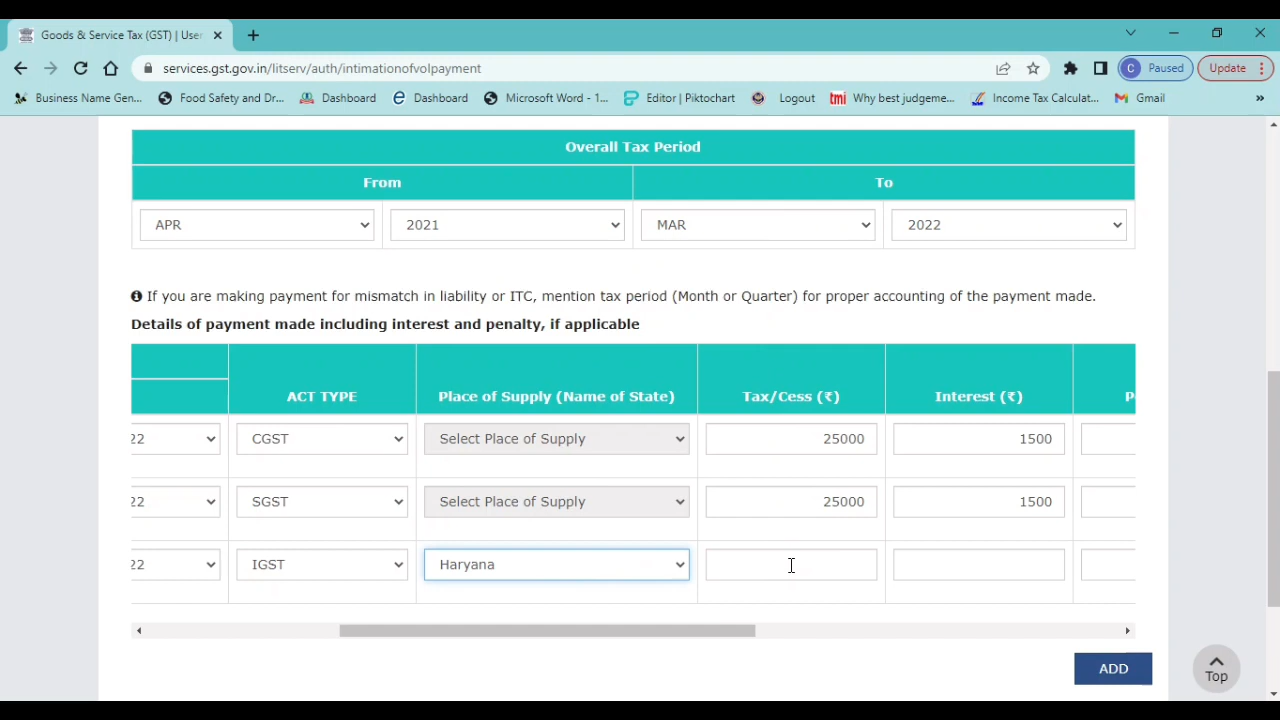 Goods & Service Tax (GST) | User
services.gst.gov.in/litserv/auth/intimationofvolpayment
C Paused Update
Business Name Gen... Food Safety and Dr... Dashboard Dashboard Microsoft Word - 1... Editor | Piktochart Logout tmi Why best judgeme... Income Tax Calculat... Gmail »
Overall Tax Period
From To
APR 2021 MAR 2022
If you are making payment for mismatch in liability or ITC, mention tax period (Month or Quarter) for proper accounting of the payment made.
Details of payment made including interest and penalty, if applicable
ACT TYPE Place of Supply (Name of State) Tax/Cess (₹) Interest (₹) P
22 CGST Select Place of Supply 25000 1500
22 SGST Select Place of Supply 25000 1500
22 IGST Haryana
ADD
Top